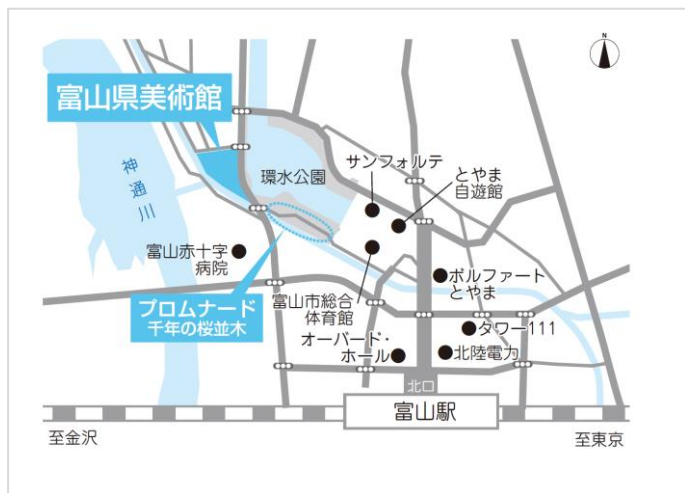 N
富山県美術館
サンフォルテ
とやま
自遊館
環水公園
神通川
富山赤十字
病院
プロムナード
千年の桜並木
富山市総合
体育館
ボルファート
とやま
タワー111
オーバード・
ホール
北陸電力
北口
富山駅
至金沢
至東京